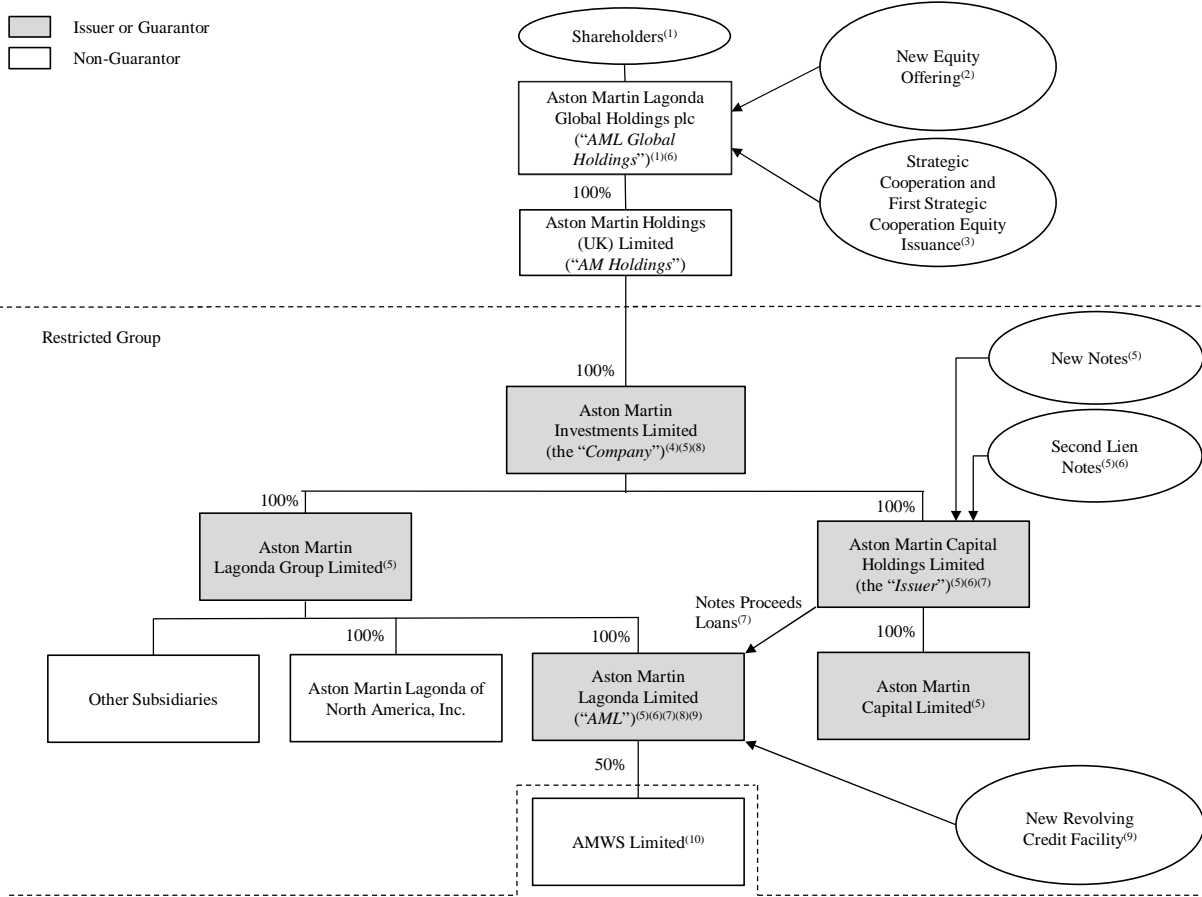 Issuer or Guarantor
Non-Guarantor
Shareholders(1)
New Equity
Offering(2)
Aston Martin Lagonda
Global Holdings plc
(“AML Global
Holdings”)(1)(6)
Strategic
Cooperation and
First Strategic
Cooperation Equity
Issuance(3)
100%
Aston Martin Holdings
(UK) Limited
(“AM Holdings”)
Restricted Group
New Notes(5)
100%
Aston Martin
Investments Limited
(the “Company”)(4)(5)(8)
Second Lien
Notes(5)(6)
100%
100%
Aston Martin
Lagonda Group Limited(5)
Aston Martin Capital
Holdings Limited
(the “Issuer”)(5)(6)(7)
Notes Proceeds
Loans(7)
100%
100%
100%
Other Subsidiaries
Aston Martin Lagonda of
North America, Inc.
Aston Martin
Lagonda Limited
(“AML”)(5)(6)(7)(8)(9)
Aston Martin
Capital Limited(5)
50%
AMWS Limited(10)
New Revolving
Credit Facility(9)